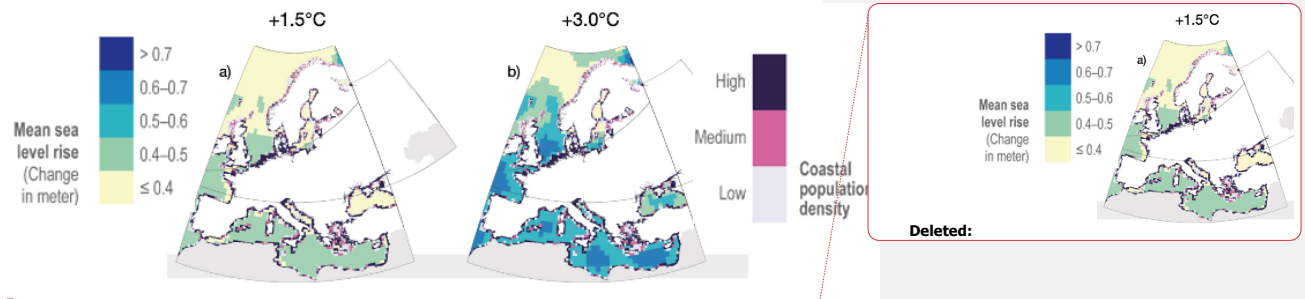 +1.5°C
+3.0°C
a)
b)
> 0.7
0.6–0.7
0.5–0.6
0.4–0.5
≤ 0.4
Mean sea
level rise
(Change
in meter)
High
Medium
Low
Coastal
population
density
+1.5°C
a)
> 0.7
0.6–0.7
0.5–0.6
0.4–0.5
≤ 0.4
Mean sea
level rise
(Change
in meter)
Deleted: